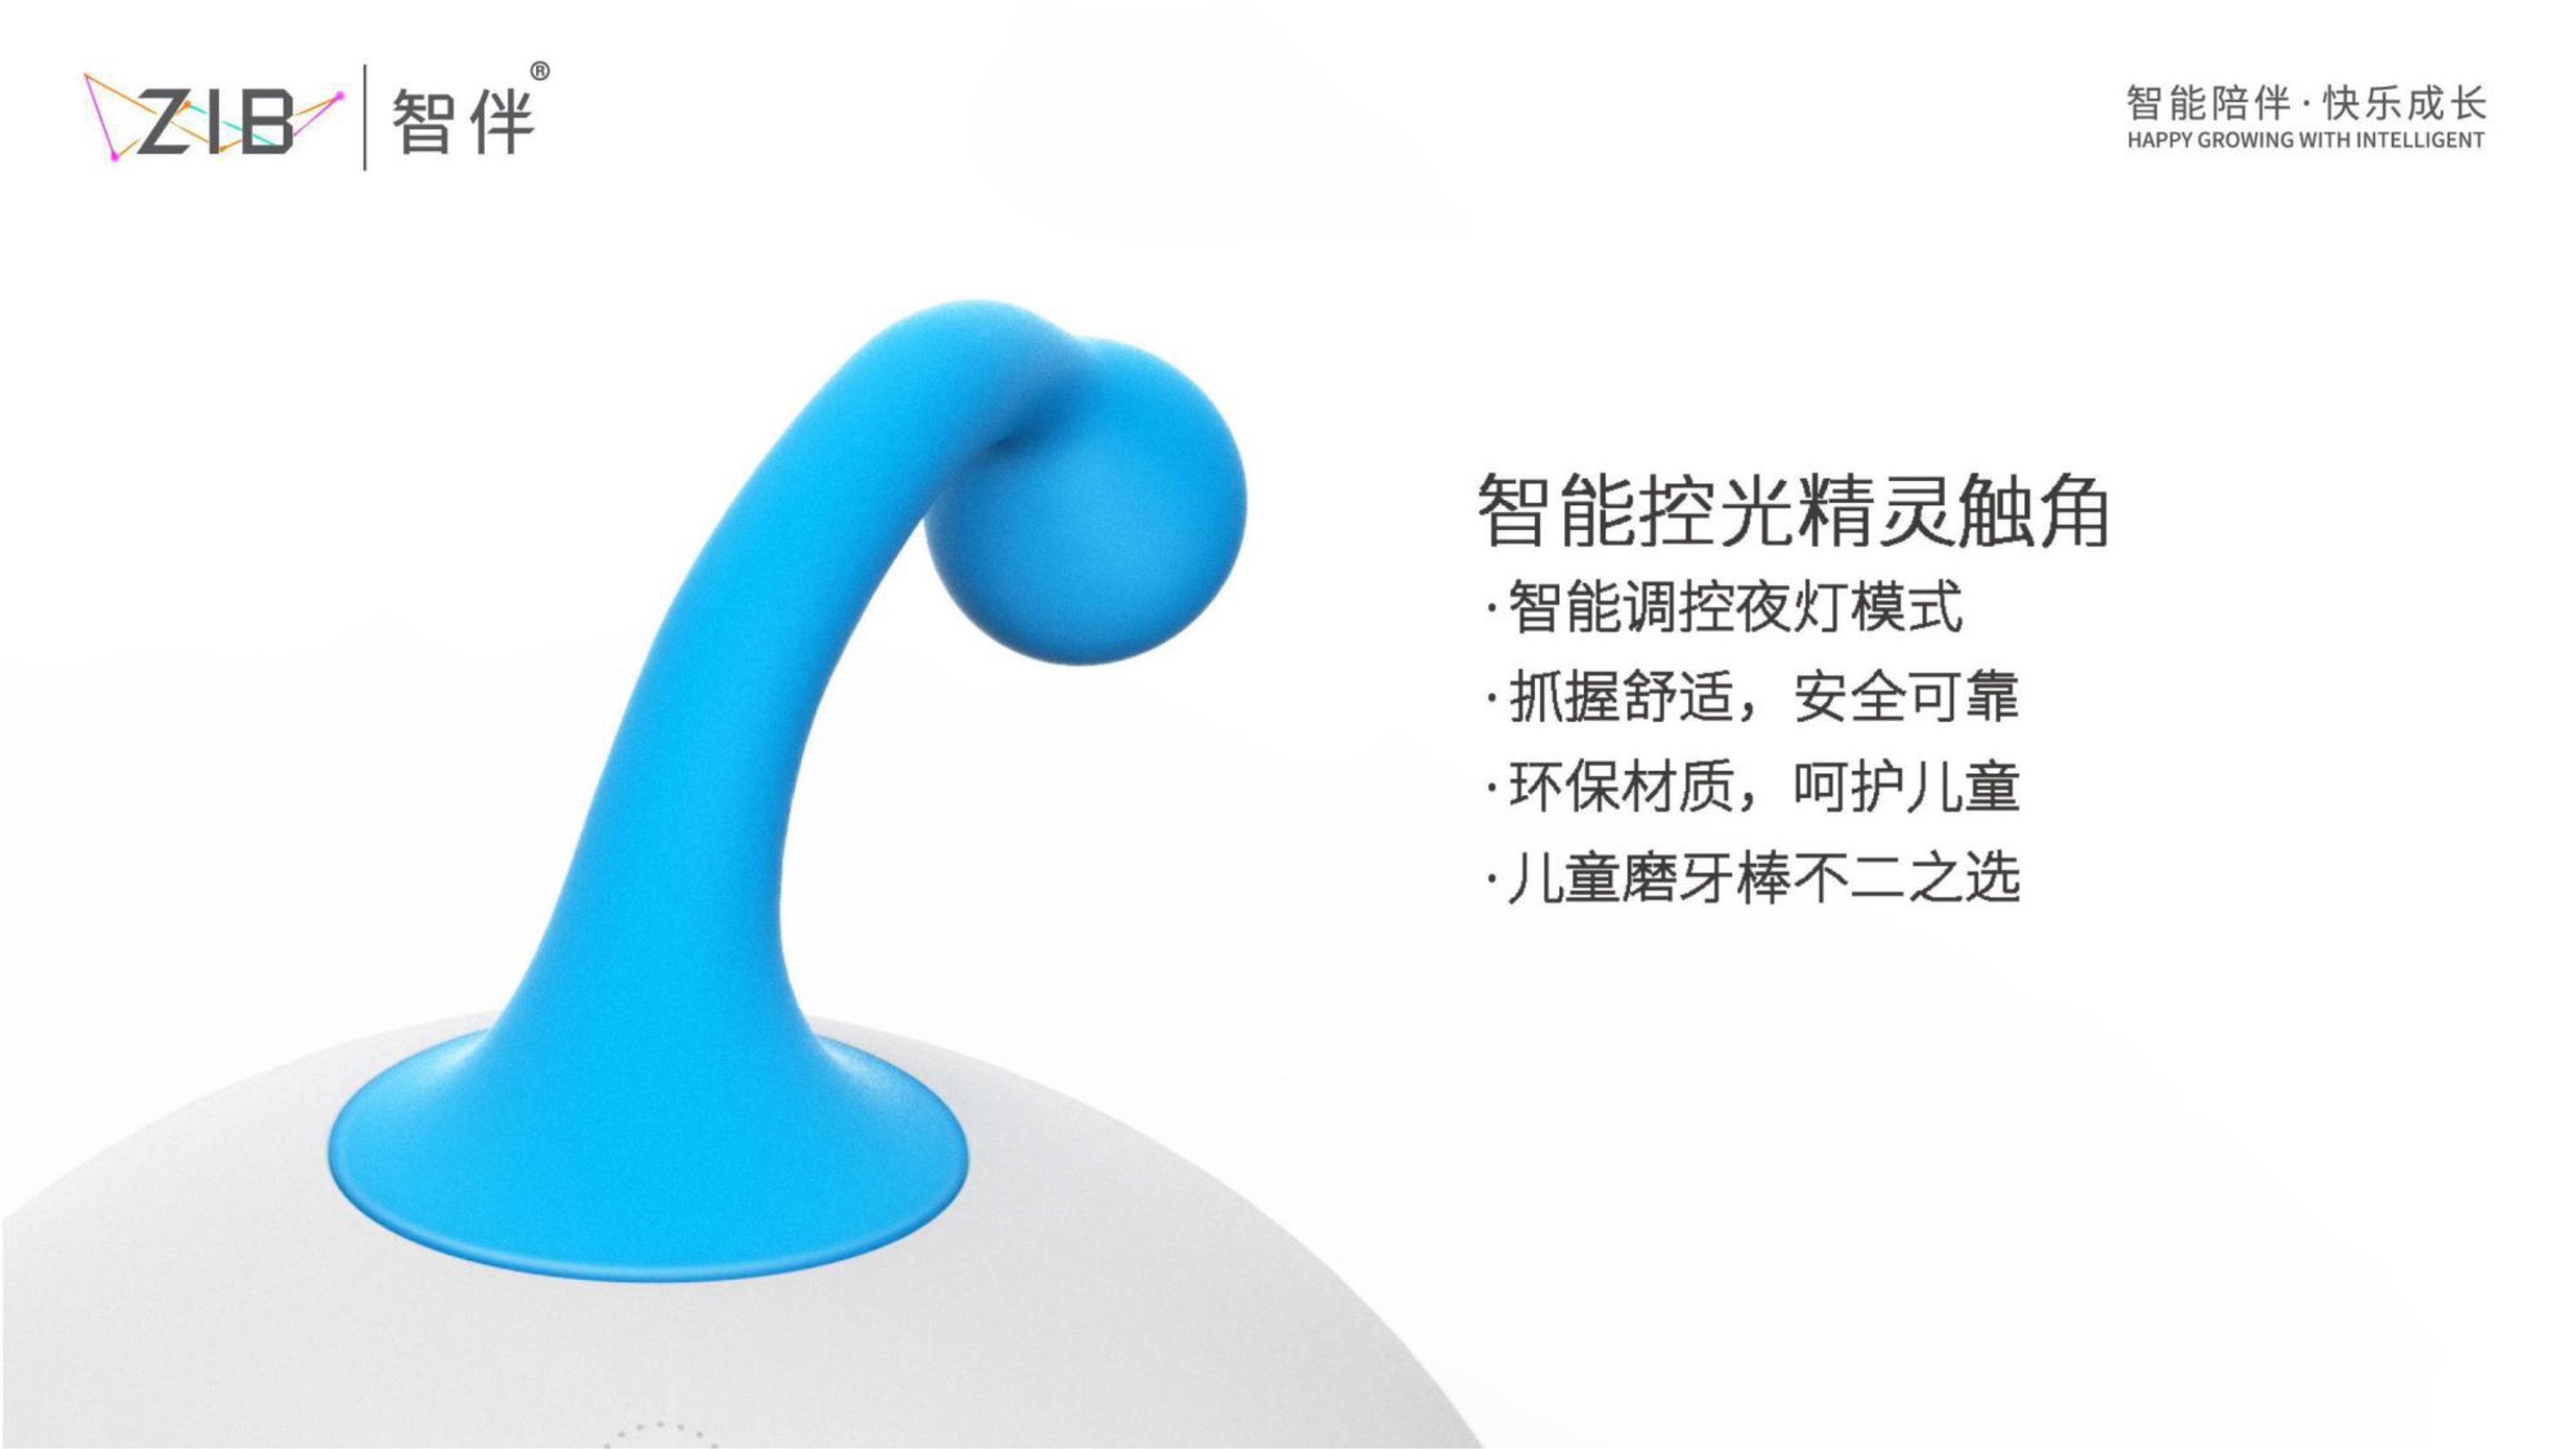 ZIB 智伴®
智能陪伴·快乐成长
HAPPY GROWING WITH INTELLIGENT
智能控光精灵触角
·智能调控夜灯模式
·抓握舒适，安全可靠
·环保材质，呵护儿童
·儿童磨牙棒不二之选